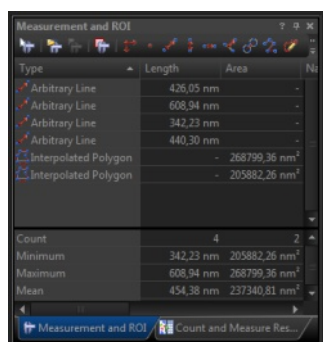 Measurement and ROI
Type Length Area Na
Arbitrary Line 426,05 nm -
Arbitrary Line 608,94 nm -
Arbitrary Line 342,23 nm -
Arbitrary Line 440,30 nm -
Interpolated Polygon - 268799,36 nm²
Interpolated Polygon - 205882,26 nm²
Count 4 2
Minimum 342,23 nm 205882,26 nm²
Maximum 608,94 nm 268799,36 nm²
Mean 454,38 nm 237340,81 nm²
Measurement and ROI Count and Measure Res...